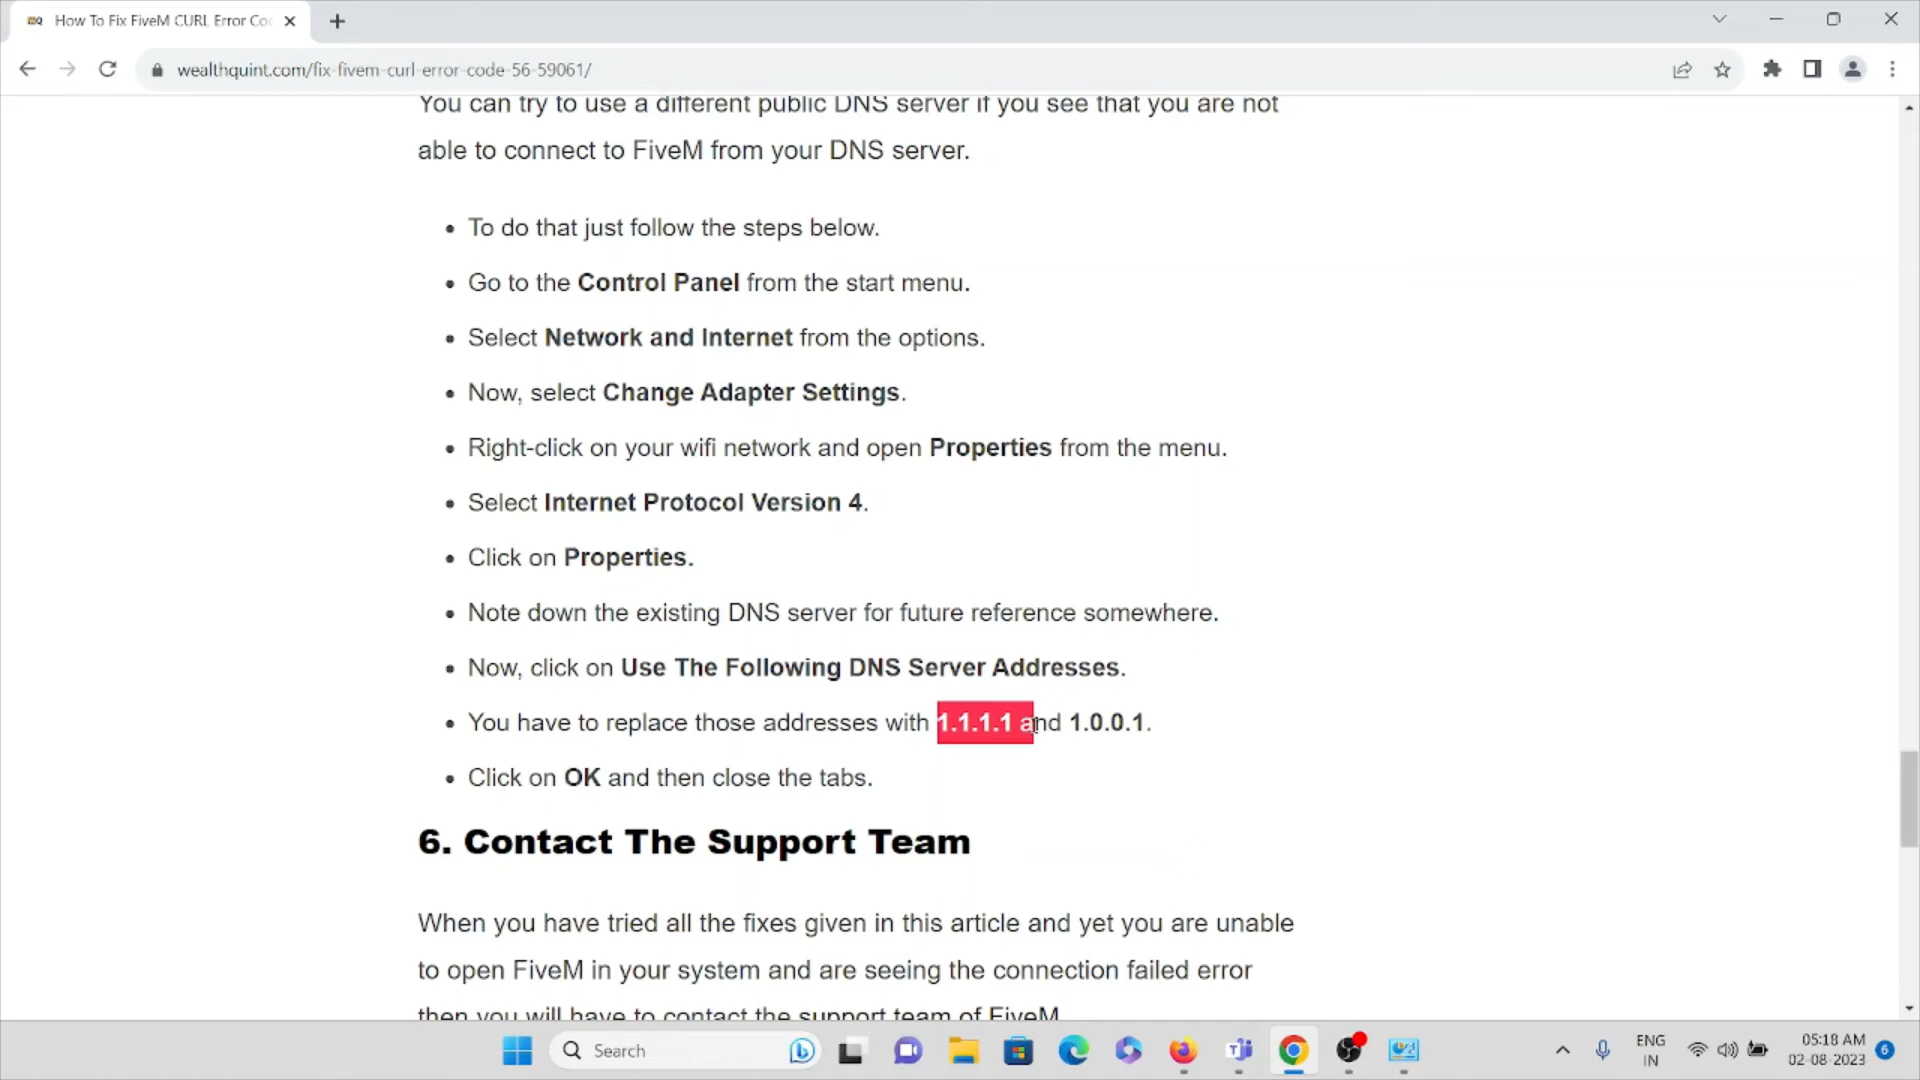 How To Fix FiveM CURL Error Co
wealthquint.com/fix-fivem-curl-error-code-56-59061/
You can try to use a different public DNS server if you see that you are not
able to connect to FiveM from your DNS server.
To do that just follow the steps below.
Go to the Control Panel from the start menu.
Select Network and Internet from the options.
Now, select Change Adapter Settings.
Right-click on your wifi network and open Properties from the menu.
Select Internet Protocol Version 4.
Click on Properties.
Note down the existing DNS server for future reference somewhere.
Now, click on Use The Following DNS Server Addresses.
You have to replace those addresses with 1.1.1.1 and 1.0.0.1.
Click on OK and then close the tabs.
6. Contact The Support Team
When you have tried all the fixes given in this article and yet you are unable
to open FiveM in your system and are seeing the connection failed error
then you will have to contact the support team of FiveM.
Search
ENG
IN
05:18 AM
02-08-2023
6